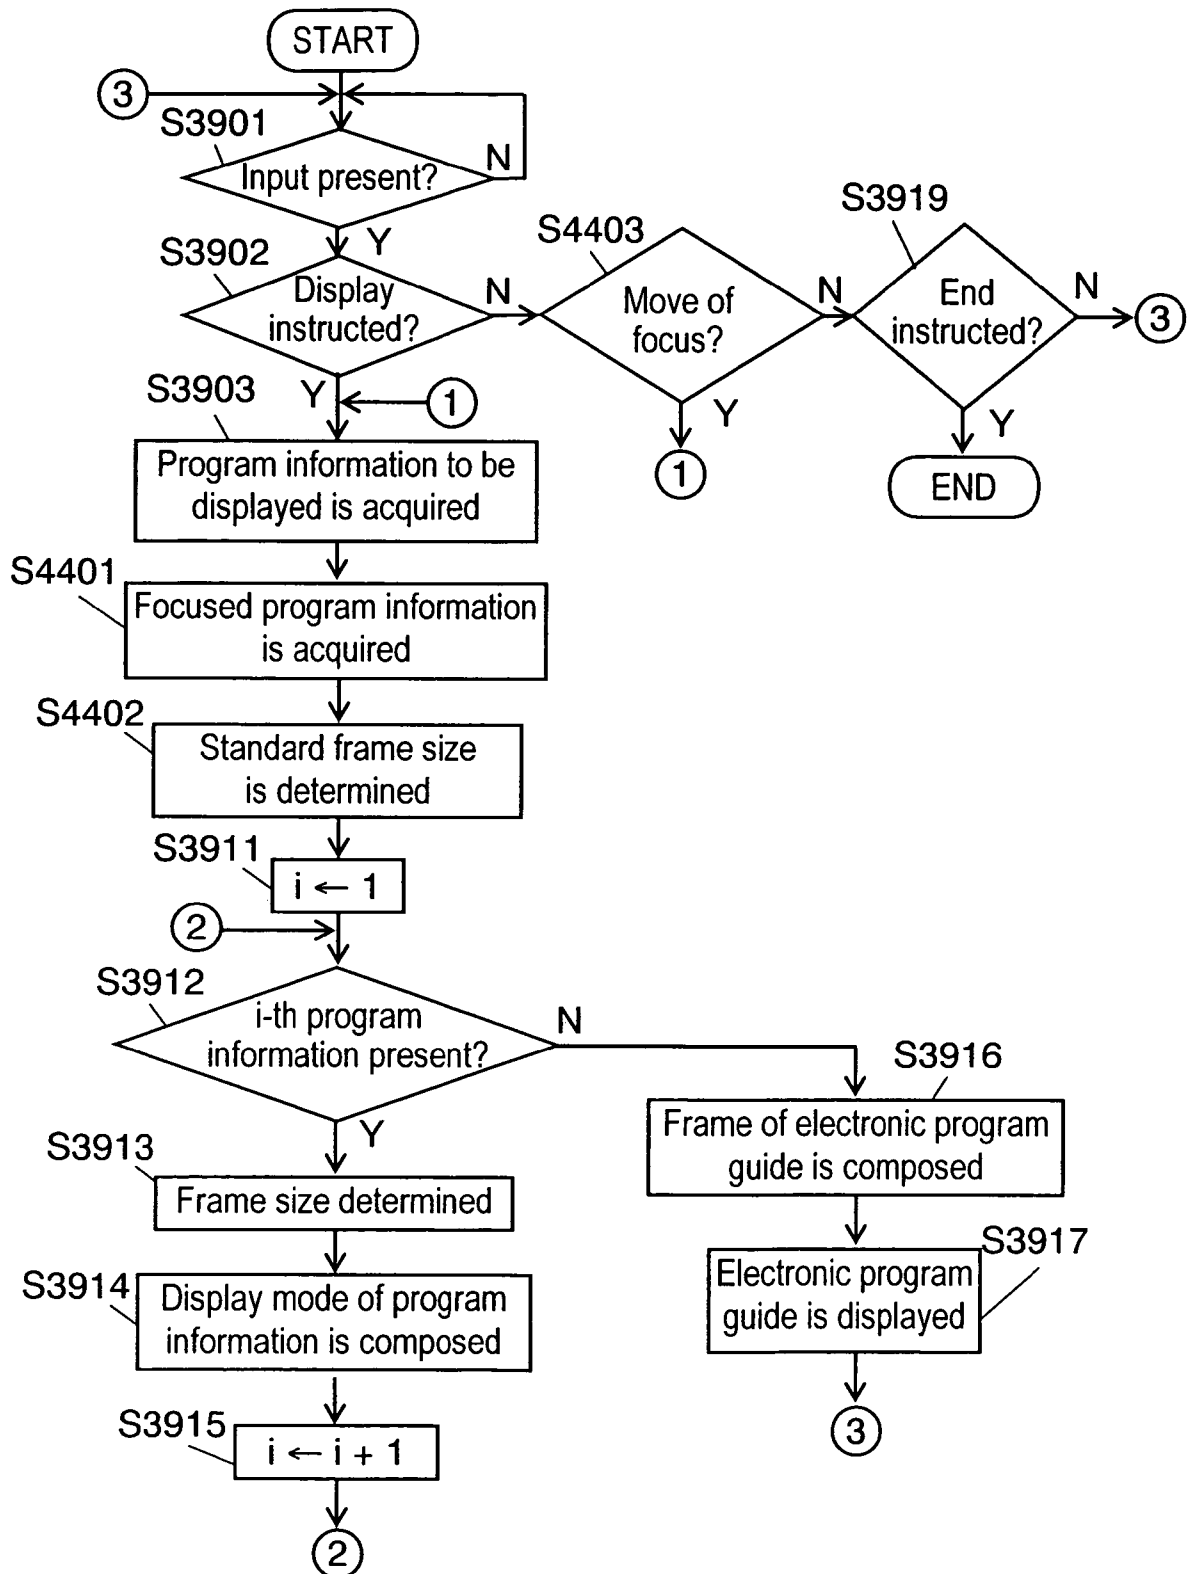 START
3
S3901
Input present?
N
Y
S3902
Display
instructed?
N
S4403
Move of
focus?
N
Y
1
S3919
End
instructed?
N
3
Y
END
Y
1
S3903
Program information to be
displayed is acquired
S4401
Focused program information
is acquired
S4402
Standard frame size
is determined
S3911
i ← 1
2
S3912
i-th program
information present?
N
Y
S3913
Frame size determined
S3914
Display mode of program
information is composed
S3915
i ← i + 1
2
S3916
Frame of electronic program
guide is composed
S3917
Electronic program
guide is displayed
3